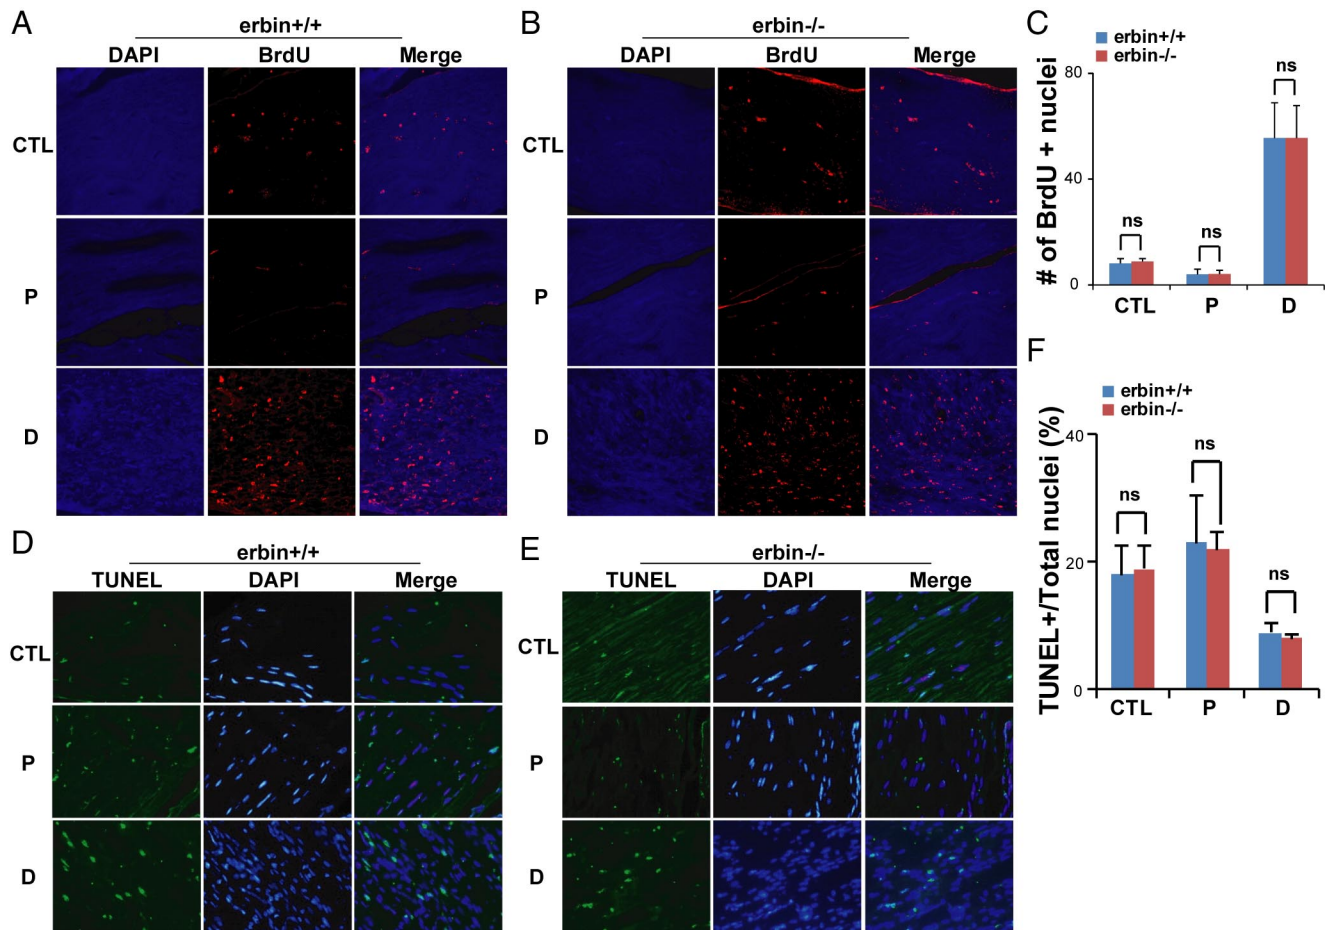 A
erbin+/+
DAPI BrdU Merge
CTL
P
D
B
erbin-/-
DAPI BrdU Merge
CTL
P
D
C
erbin+/+
erbin-/-
# of BrdU + nuclei
80
40
0
ns
ns
ns
CTL P D
D
erbin+/+
TUNEL DAPI Merge
CTL
P
D
E
erbin-/-
TUNEL DAPI Merge
CTL
P
D
F
erbin+/+
erbin-/-
TUNEL+/Total nuclei (%)
40
20
0
ns
ns
ns
CTL P D